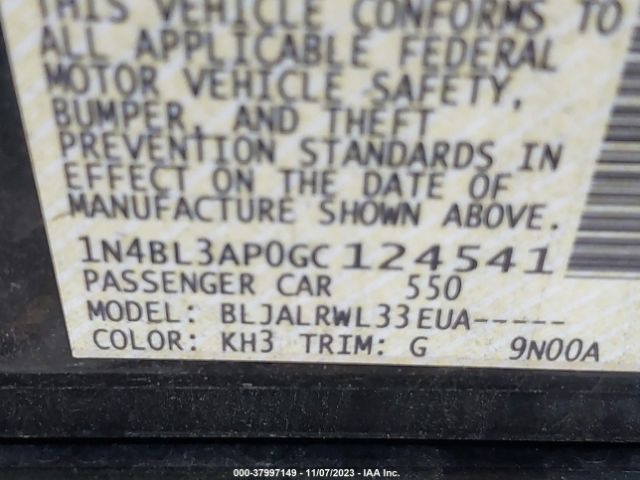 THIS VEHICLE CONFORMS TO
ALL APPLICABLE FEDERAL
MOTOR VEHICLE SAFETY,
BUMPER, AND THEFT
PREVENTION STANDARDS IN
EFFECT ON THE DATE OF
MANUFACTURE SHOWN ABOVE.
1N4BL3AP0GC124541
PASSENGER CAR 550
MODEL: BLJALRWL33EUA-----
COLOR: KH3 TRIM: G 9N00A
000-37997149 - 11/07/2023 - IAA Inc.